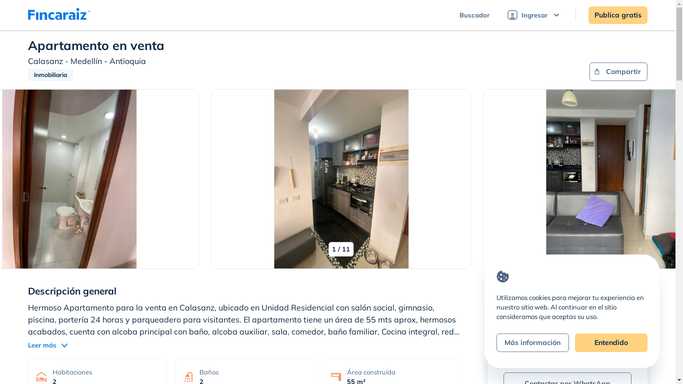 Fincaraiz
Buscador
Ingresar
Publica gratis
Apartamento en venta
Calasanz - Medellín - Antioquia
Inmobiliaria
Compartir
1 / 11
Descripción general
Hermoso Apartamento para la venta en Colasanz, ubicado en Unidad Residencial con salón social, gimnasio,
piscina, portería 24 horas y parqueadero para visitantes. El apartamento tiene un área de 55 mts aprox, hermosos
acabados, cuenta con alcoba principal con baño, alcoba auxiliar, sala, comedor, baño familiar, Cocina integral, red...
Leer más
Habitaciones
2
Baños
2
Área construida
55 m²
Utilizamos cookies para mejorar tu experiencia en
nuestro sitio web. Al continuar en el sitio
consideramos que aceptas su uso.
Más información
Entendido
Contactar por WhatsApp